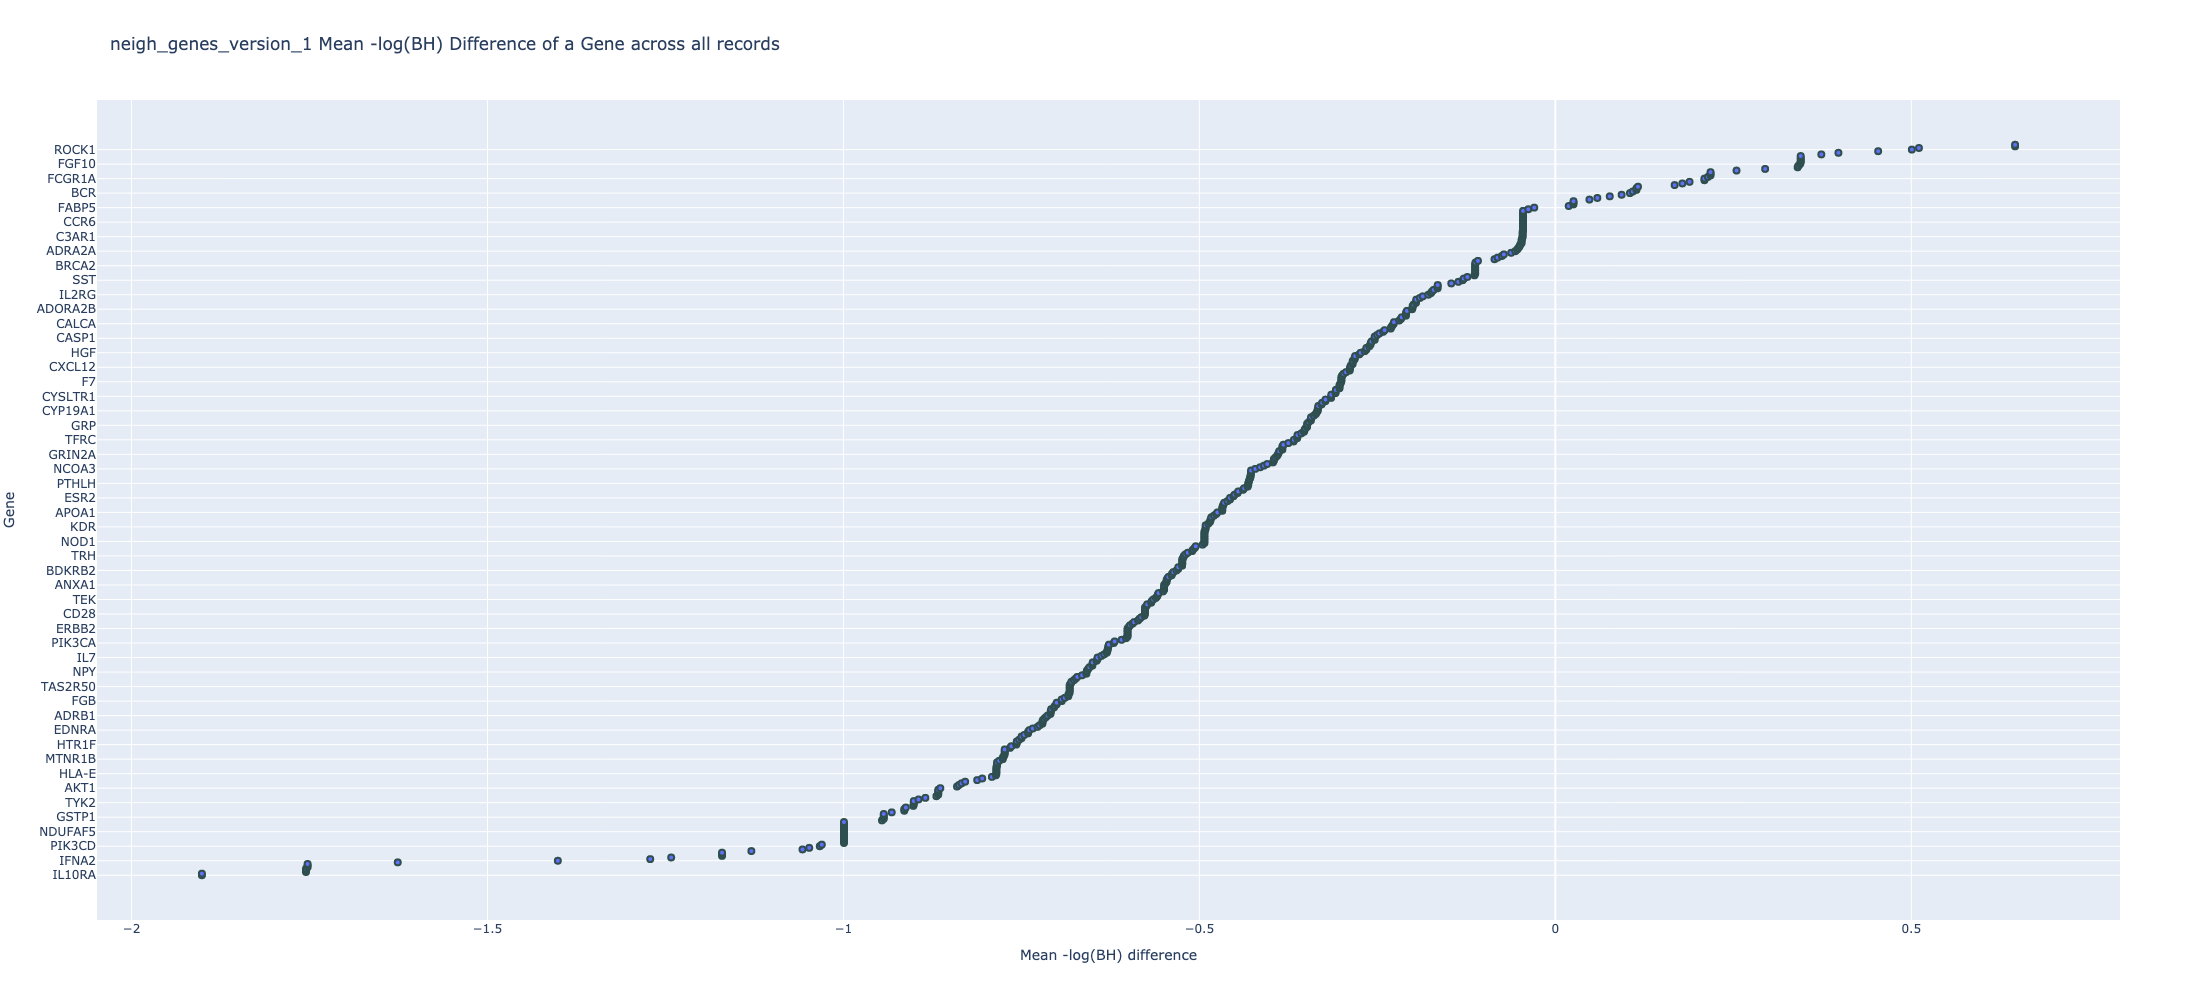 neigh_genes_version_1 Mean -log(BH) Difference of a Gene across all records
ROCK1
FGF10
FCGR1A
BCR
FABP5
CCR6
C3AR1
ADRA2A
BRCA2
SST
IL2RG
ADORA2B
CALCA
CASP1
HGF
CXCL12
F7
CYSLTR1
CYP19A1
GRP
TFRC
GRIN2A
NCOA3
PTHLH
ESR2
APOA1
KDR
NOD1
TRH
BDKRB2
ANXA1
TEK
CD28
ERBB2
PIK3CA
IL7
NPY
TAS2R50
FGB
ADRB1
EDNRA
HTR1F
MTNR1B
HLA-E
AKT1
TYK2
GSTP1
NDUFAF5
PIK3CD
IFNA2
IL10RA
Gene
−2 −1.5 −1 −0.5 0 0.5
Mean -log(BH) difference